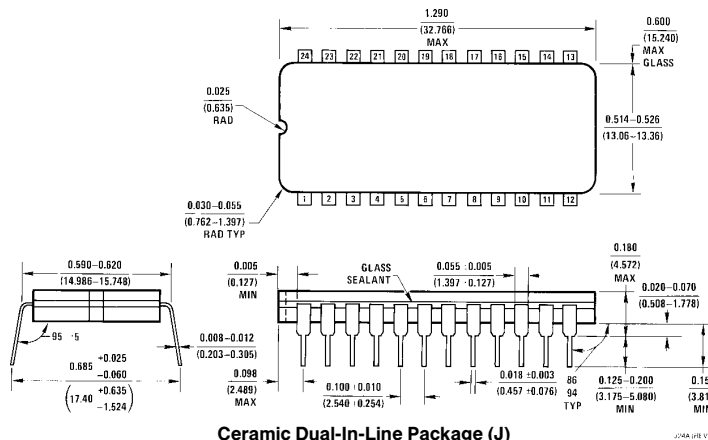 1.290
(32.766)
MAX
0.600
(15.240)
MAX
GLASS
24 23 22 21 20 19 18 17 16 15 14 13
0.025
(0.635)
RAD
0.514–0.526
(13.06–13.36)
0.030–0.055
(0.762–1.397)
RAD TYP
1 2 3 4 5 6 7 8 9 10 11 12
0.590–0.620
(14.986–15.748)
0.005
(0.127)
MIN
GLASS
SEALANT
0.055 ±0.005
(1.397 ±0.127)
0.180
(4.572)
MAX
0.020–0.070
(0.508–1.778)
95 ·5
0.008–0.012
(0.203–0.305)
0.685 +0.025
−0.060
(17.40 +0.635
−1.524)
0.098
(2.489)
MAX
0.100 ±0.010
(2.540 ±0.254)
0.018 ±0.003
(0.457 ±0.076)
86
94
TYP
0.125–0.200
(3.175–5.080)
MIN
0.15
(3.81
MIN
Ceramic Dual-In-Line Package (J)